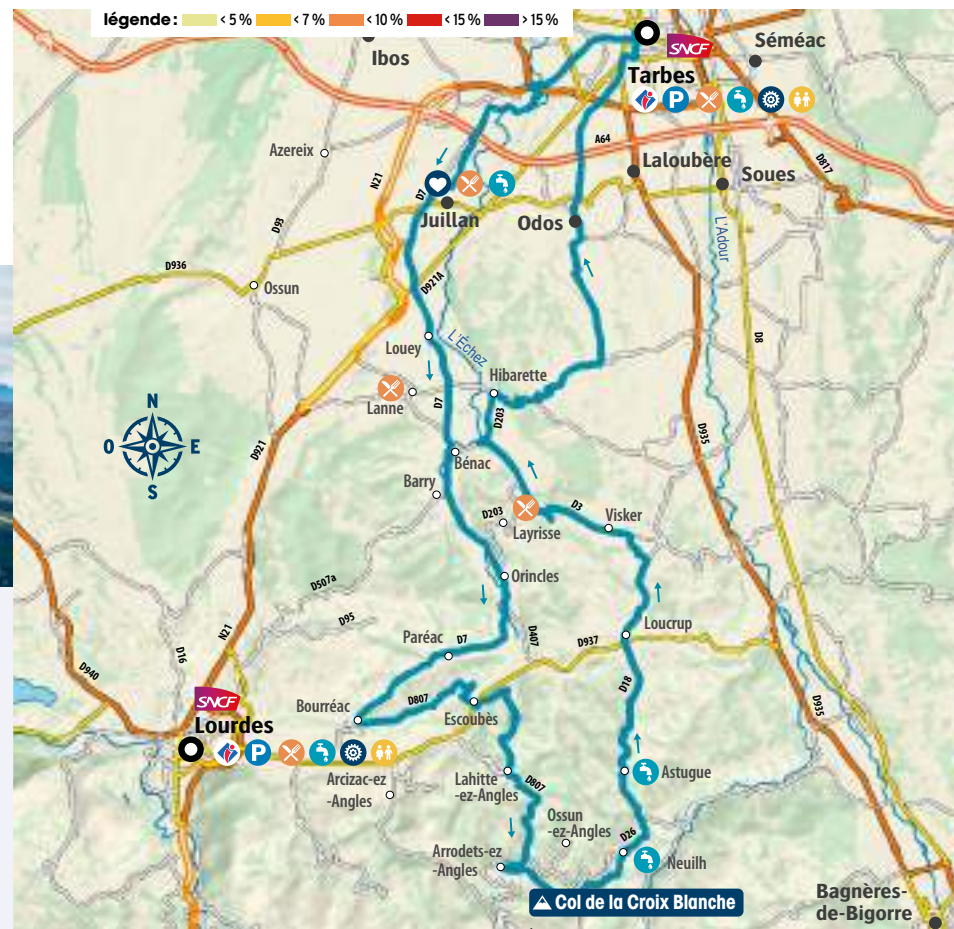 légende : < 5 % < 7 % < 10 % < 15 % > 15 %
Ibos
SNCF
Séméac
Tarbes
P
Azereix
N21
A64
D817
Laloubère
Soues
D7
Juillan
Odos
L'Adour
D93
D936
Ossun
D921A
Louey
L'Échez
D8
Hibarette
Lanne
D7
D203
D935
N
O E
S
D921
Bénac
Barry
D203
D3
Visker
Layrisse
Orincles
D507a
D95
N21
D16
Paréac
D7
D407
D937
Loucrup
D940
SNCF
Lourdes
P
Bourréac
D807
Escoubès
D18
D935
Arcizac-ez
-Angles
Lahitte
-ez-Angles
D807
Astugue
Ossun
-ez-Angles
D26
Arrodets-ez
-Angles
Neuilh
Col de la Croix Blanche
Bagnères-
de-Bigorre